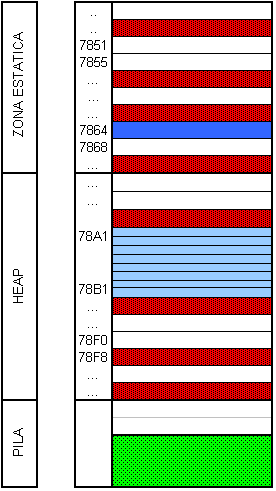 ZONA ESTATICA
..
..
7851
7855
...
...
...
7864
7868
...
HEAP
...
...
78A1
78B1
...
...
78F0
78F8
...
...
PILA